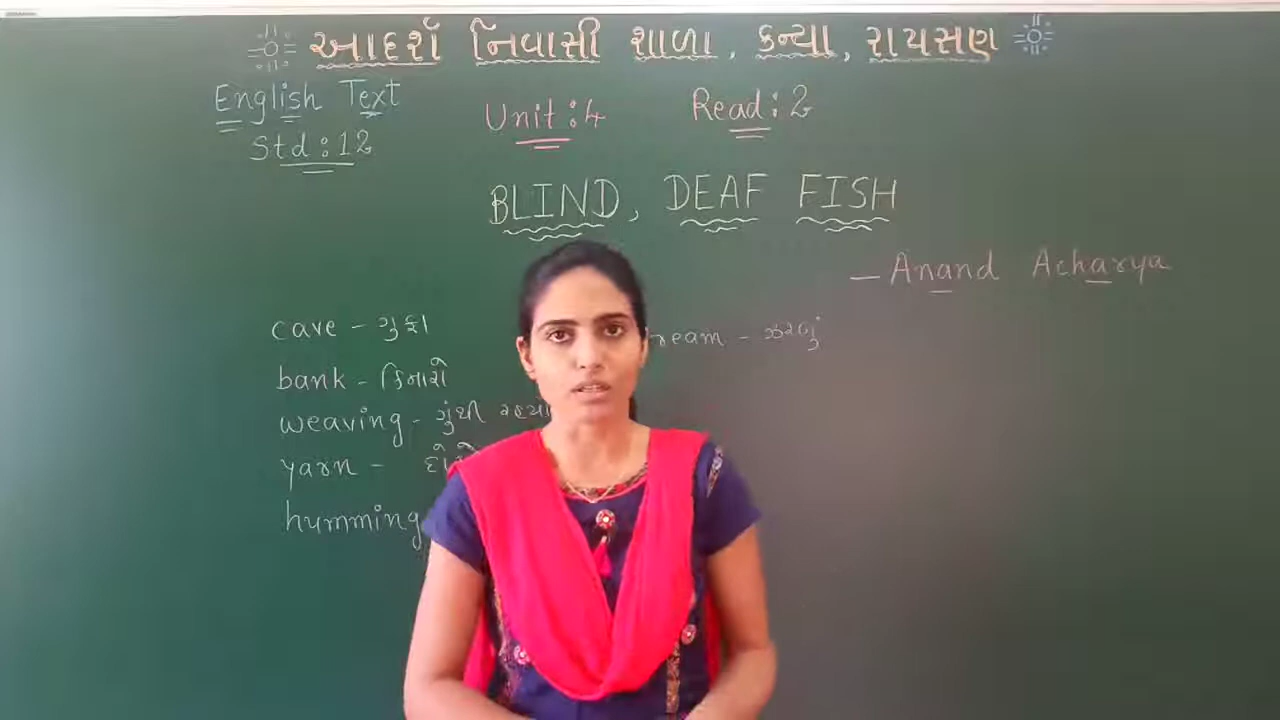 આદર્શ નિવાસી શાળા, કન્યા, રાયસણ
English Text
Unit:4
Read:2
Std:12
BLIND, DEAF FISH
– Anand Acharya
cave – ગુફા
ream – ઝરણું
bank – કિનારો
weaving – ગુંથી રહ્યા
yarn –
humming